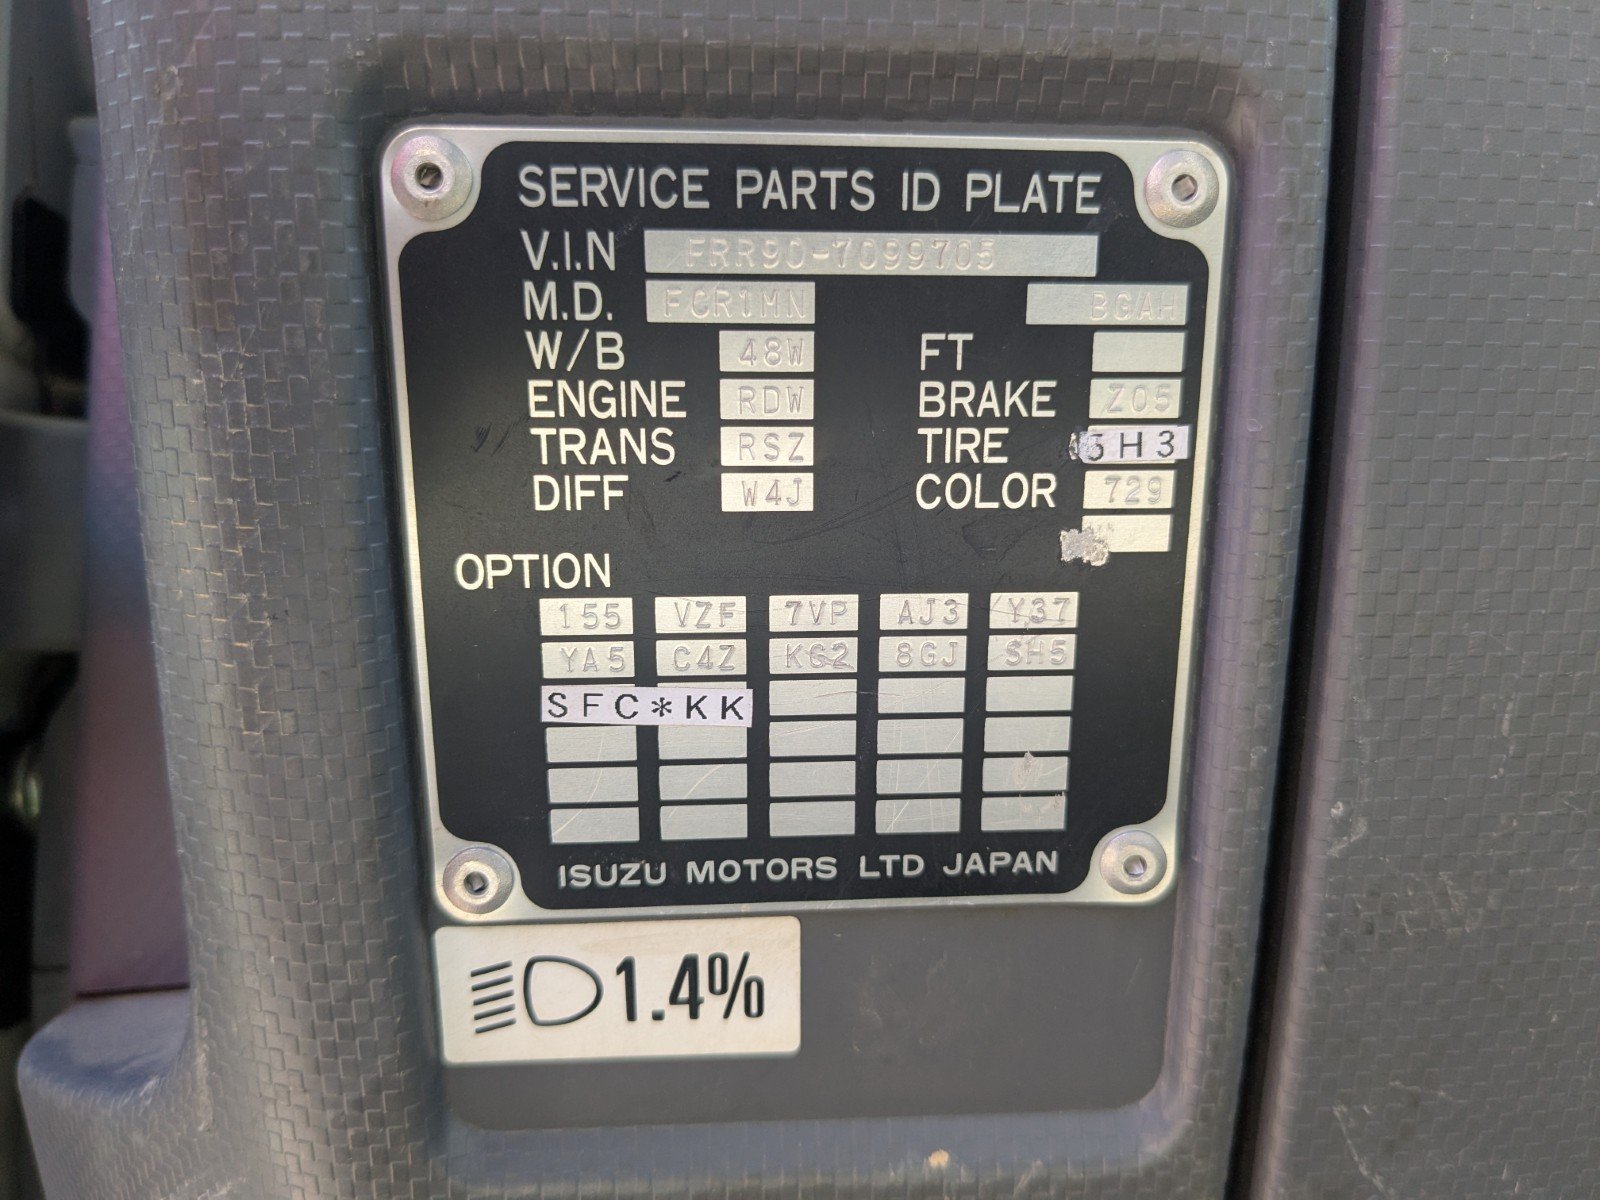 SERVICE PARTS ID PLATE
V.I.N FRR90-7099705
M.D. FCR1MN BGAH
W/B 48W FT
ENGINE RDW BRAKE Z05
TRANS RSZ TIRE 5H3
DIFF W4J COLOR 729
OPTION
155 VZF 7VP AJ3 Y37
YA5 C4Z KG2 8GJ SH5
SFC*KK
ISUZU MOTORS LTD JAPAN
1.4%